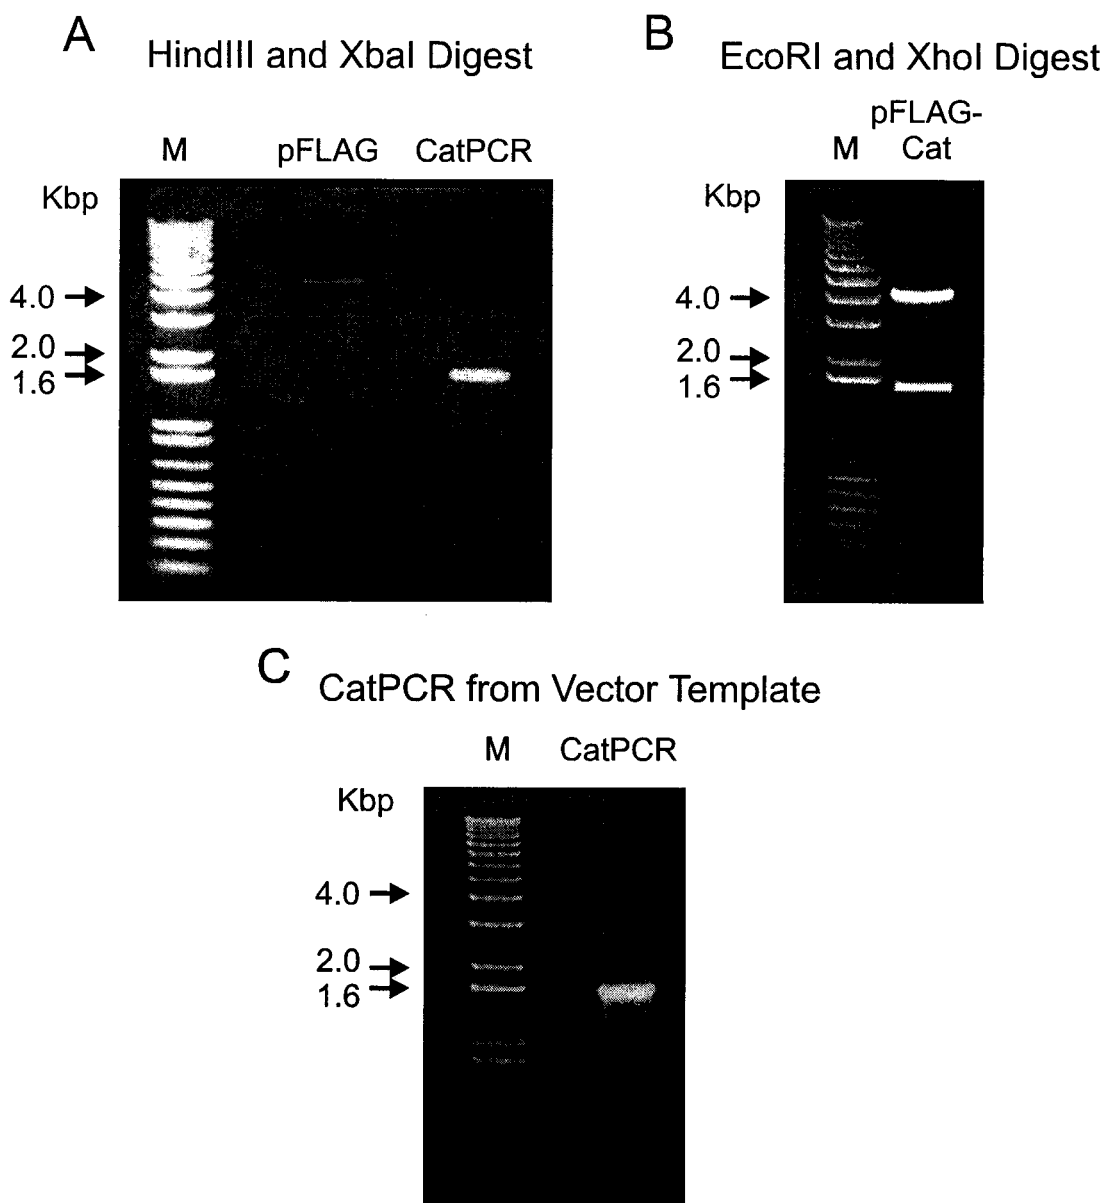 A
HindIII and XbaI Digest
M pFLAG CatPCR
Kbp
4.0
2.0
1.6
B
EcoRI and XhoI Digest
pFLAG-
M Cat
Kbp
4.0
2.0
1.6
C
CatPCR from Vector Template
M CatPCR
Kbp
4.0
2.0
1.6